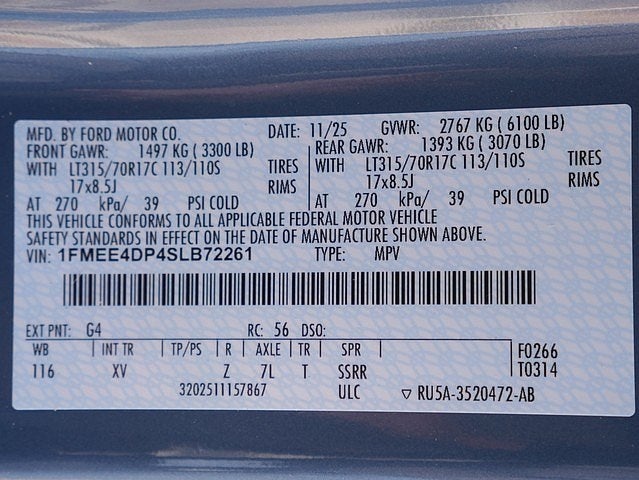 MFD. BY FORD MOTOR CO. DATE: 11/25 GVWR: 2767 KG ( 6100 LB)
FRONT GAWR: 1497 KG ( 3300 LB) REAR GAWR: 1393 KG ( 3070 LB)
WITH LT315/70R17C 113/110S TIRES WITH LT315/70R17C 113/110S TIRES
17x8.5J RIMS 17x8.5J RIMS
AT 270 kPa/ 39 PSI COLD AT 270 kPa/ 39 PSI COLD
THIS VEHICLE CONFORMS TO ALL APPLICABLE FEDERAL MOTOR VEHICLE
SAFETY STANDARDS IN EFFECT ON THE DATE OF MANUFACTURE SHOWN ABOVE.
VIN: 1FMEE4DP4SLB72261 TYPE: MPV
EXT PNT: G4 RC: 56 DSO:
WB INT TR TP/PS R AXLE TR SPR F0266
116 XV Z 7L T SSRR T0314
3202511157867 ULC ▽ RU5A-3520472-AB